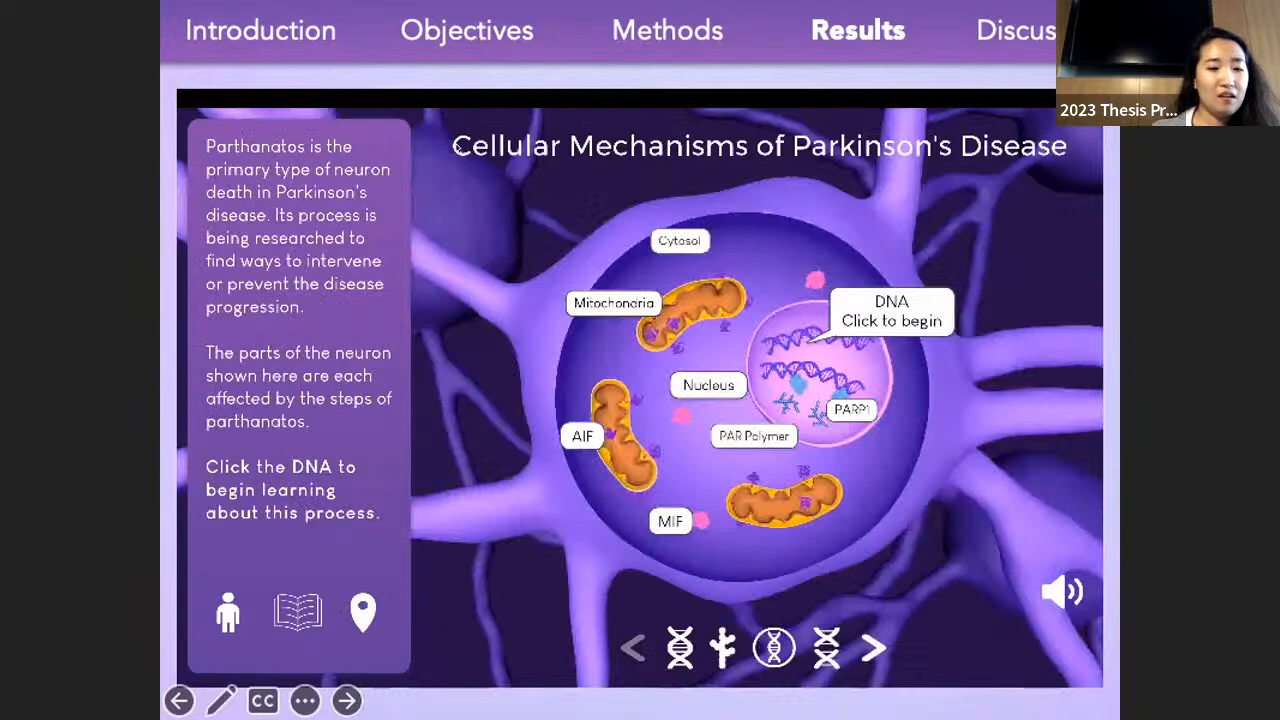 Introduction
Objectives
Methods
Results
Discus
2023 Thesis Pr...
Cellular Mechanisms of Parkinson's Disease
Parthanatos is the
primary type of neuron
death in Parkinson's
disease. Its process is
being researched to
find ways to intervene
or prevent the disease
progression.
The parts of the neuron
shown here are each
affected by the steps of
parthanatos.
Click the DNA to
begin learning
about this process.
Cytosol
Mitochondria
DNA
Click to begin
Nucleus
PARP1
AIF
PAR Polymer
MIF
CC